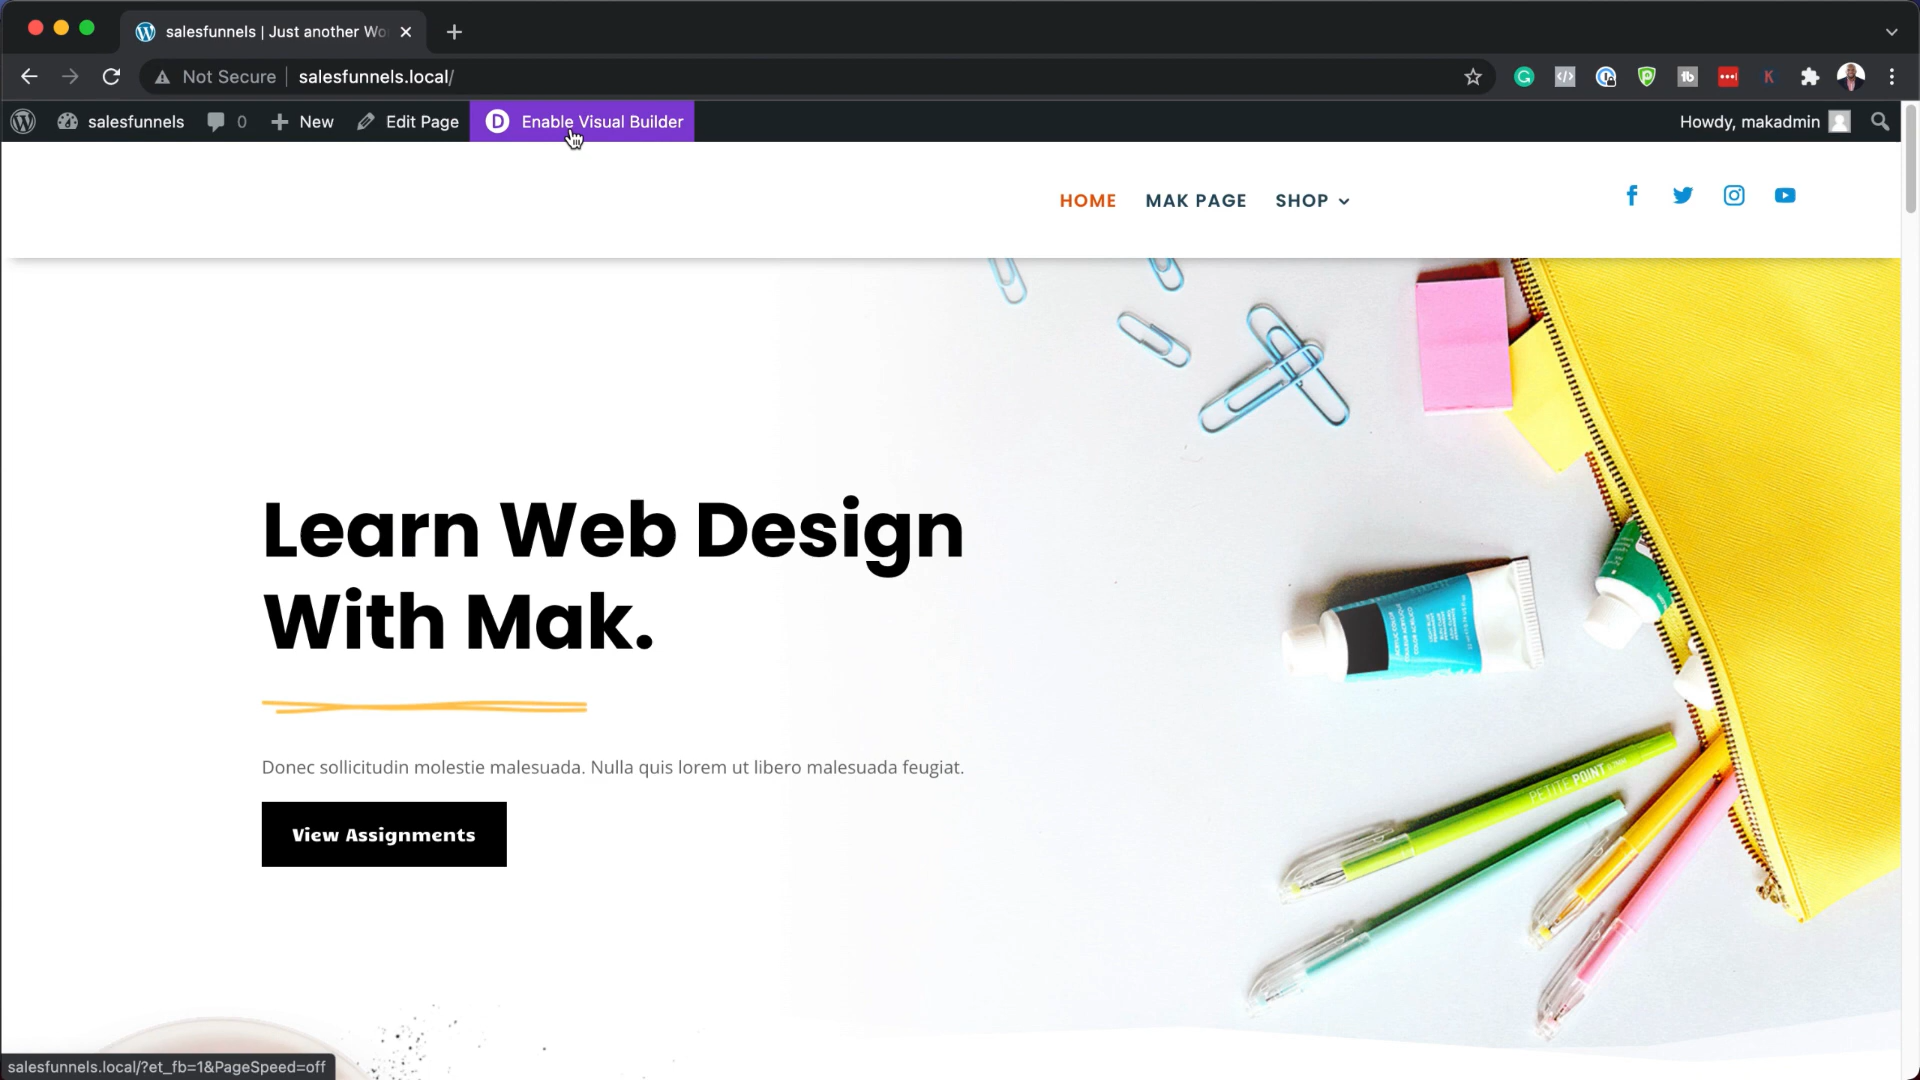 salesfunnels | Just another Wo
Not Secure salesfunnels.local/
salesfunnels 0 New Edit Page D Enable Visual Builder Howdy, makadmin
HOME MAK PAGE SHOP
Learn Web Design
With Mak.
Donec sollicitudin molestie malesuada. Nulla quis lorem ut libero malesuada feugiat.
View Assignments
PETITE POINT
salesfunnels.local/?et_fb=1&PageSpeed=off